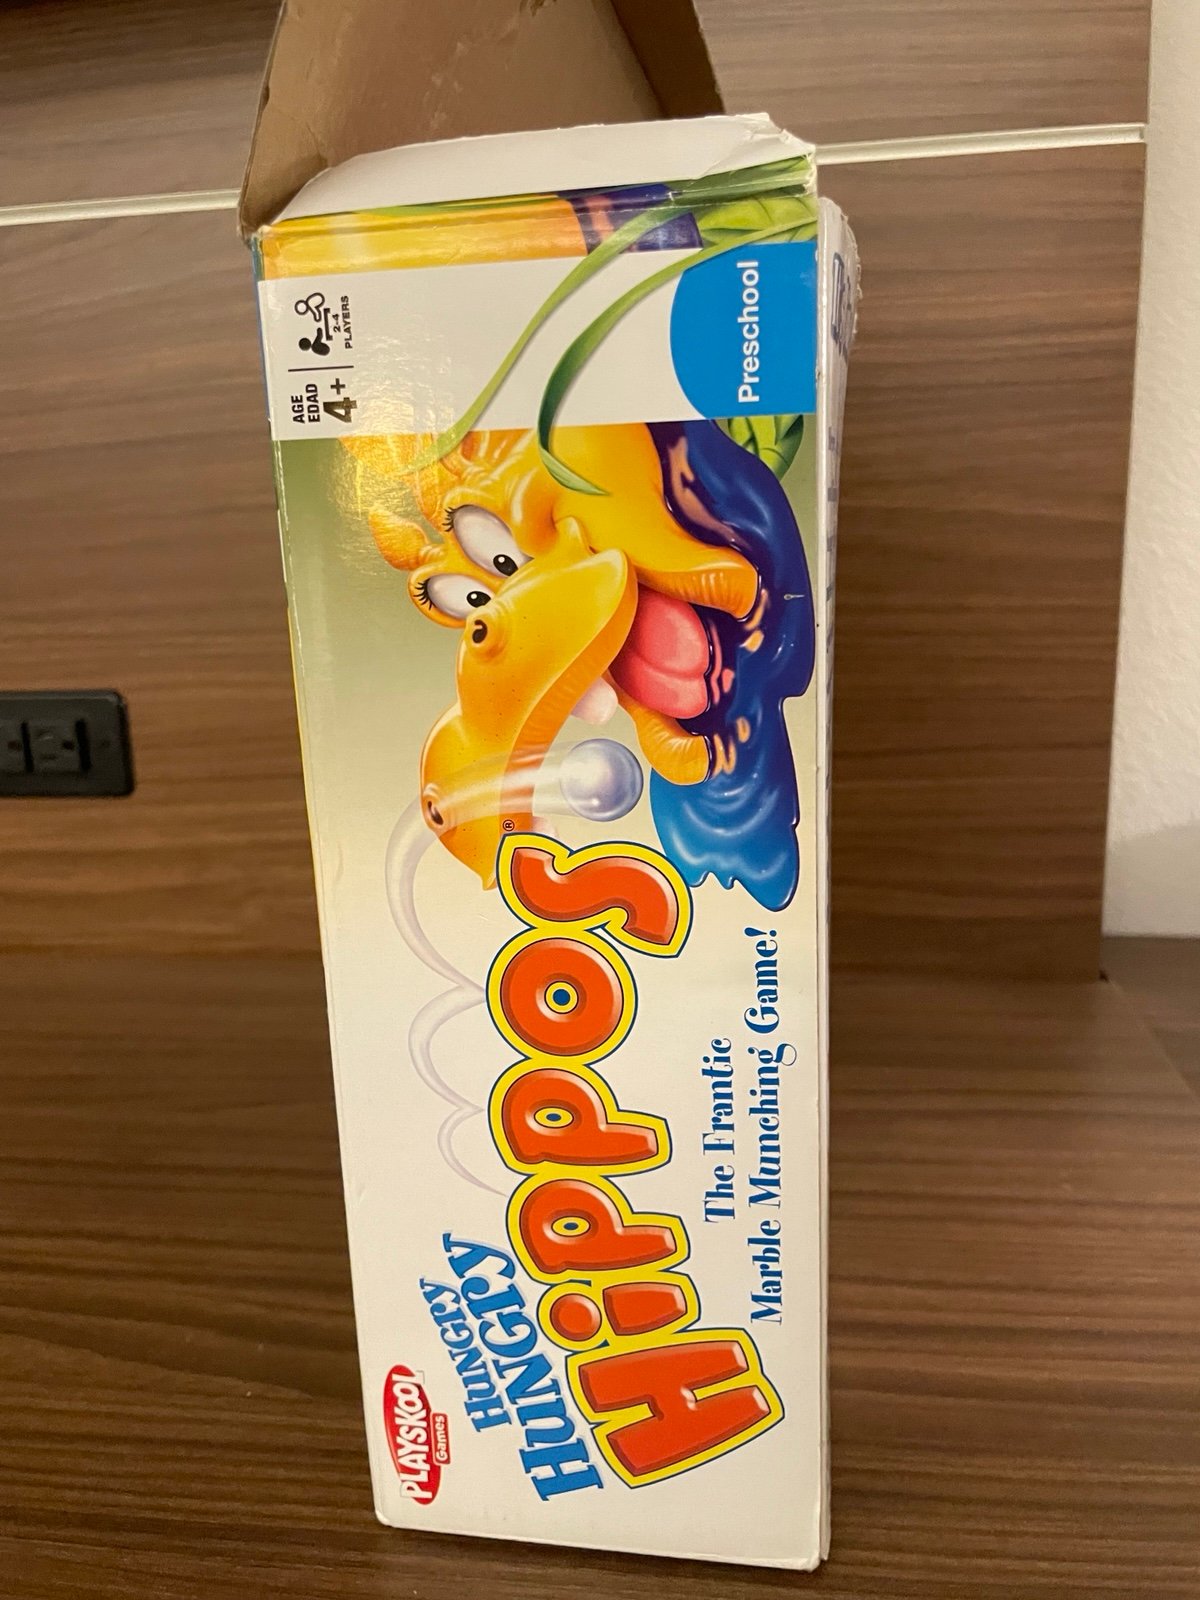 PLAYSKOOL
Games
HUNGRY
HUNGRY
HIPPOS®
The Frantic
Marble Munching Game!
AGE
EDAD
4+
2-4
PLAYERS
Preschool